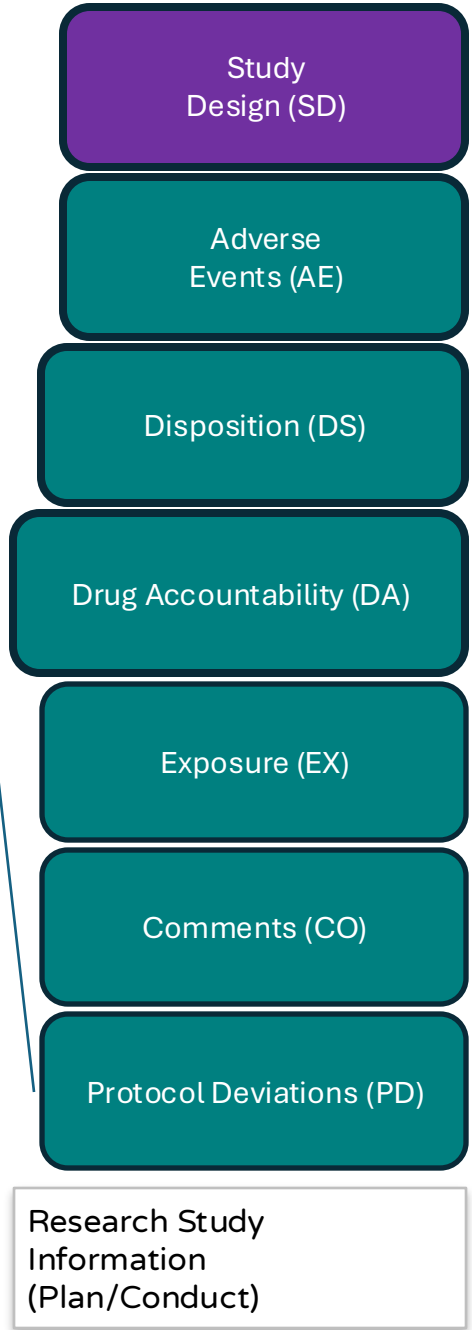 Study
Design (SD)
Adverse
Events (AE)
Disposition (DS)
Drug Accountability (DA)
Exposure (EX)
Comments (CO)
Protocol Deviations (PD)
Research Study
Information
(Plan/Conduct)